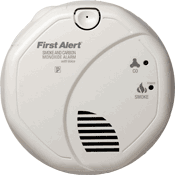 First Alert
SMOKE AND CARBON
MONOXIDE ALARM
CO
SMOKE